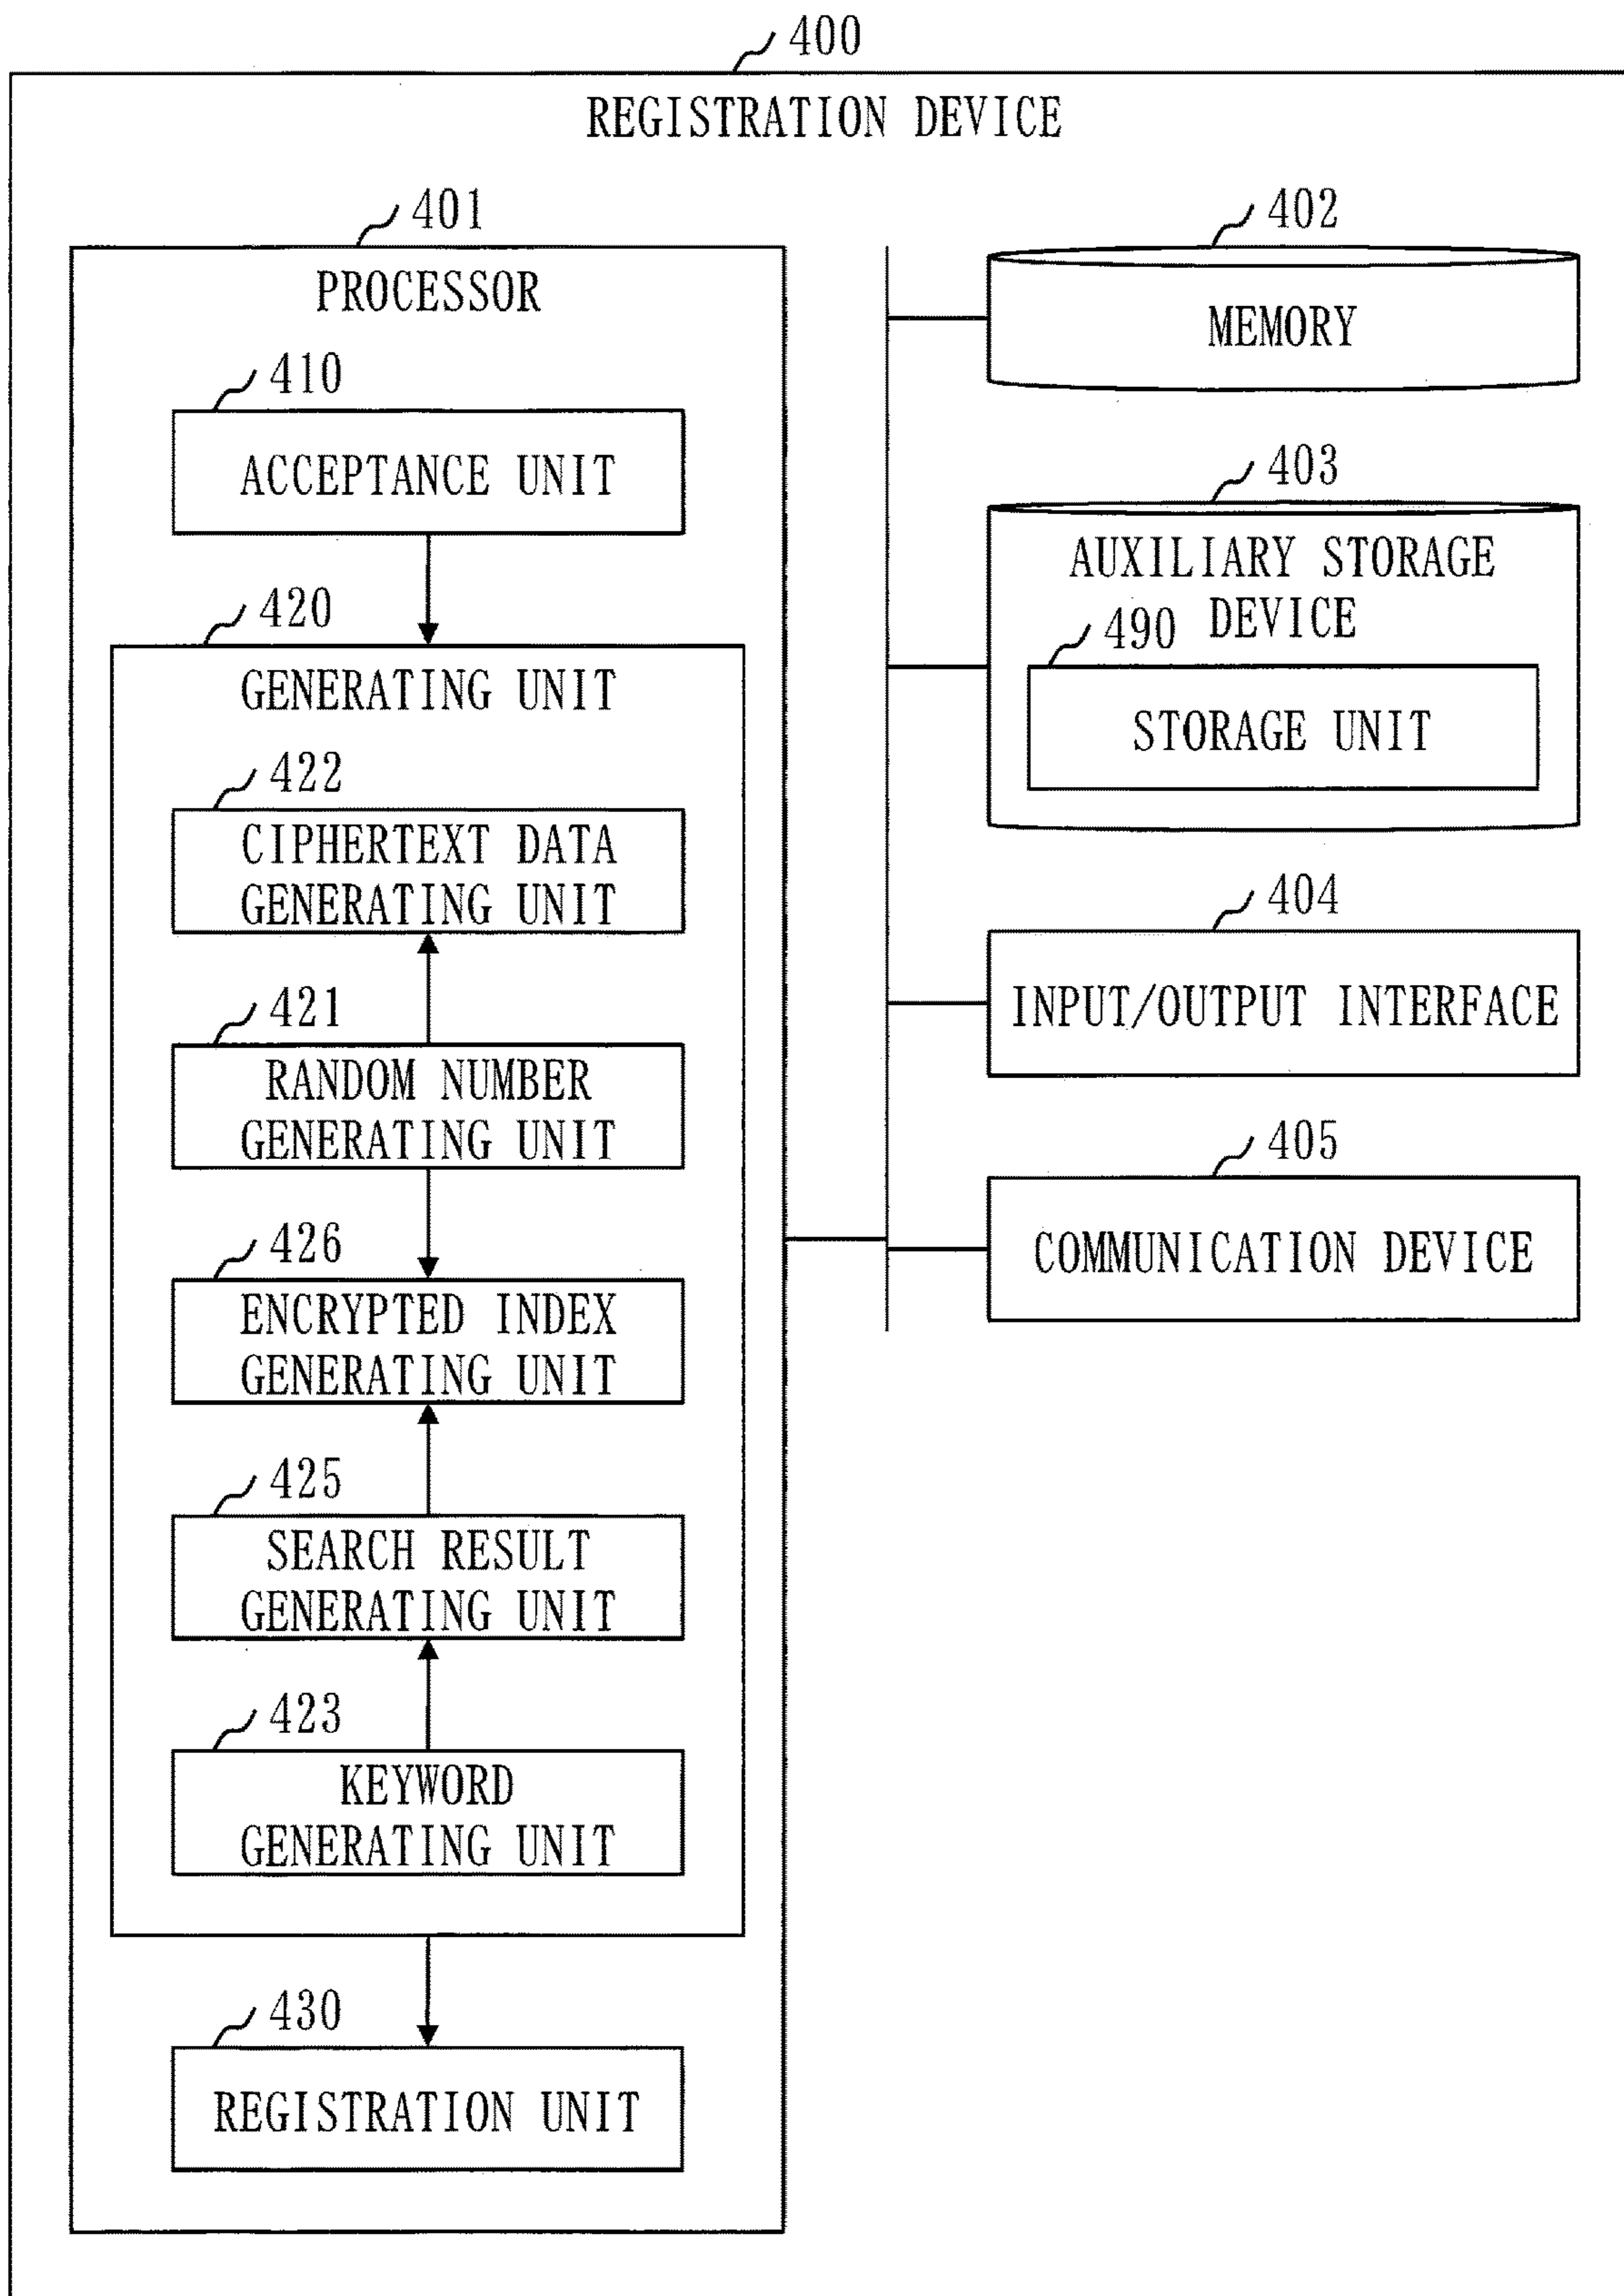 400
REGISTRATION DEVICE
401
PROCESSOR
410
ACCEPTANCE UNIT
420
GENERATING UNIT
422
CIPHERTEXT DATA
GENERATING UNIT
421
RANDOM NUMBER
GENERATING UNIT
426
ENCRYPTED INDEX
GENERATING UNIT
425
SEARCH RESULT
GENERATING UNIT
423
KEYWORD
GENERATING UNIT
430
REGISTRATION UNIT
402
MEMORY
403
AUXILIARY STORAGE
DEVICE
490
STORAGE UNIT
404
INPUT/OUTPUT INTERFACE
405
COMMUNICATION DEVICE